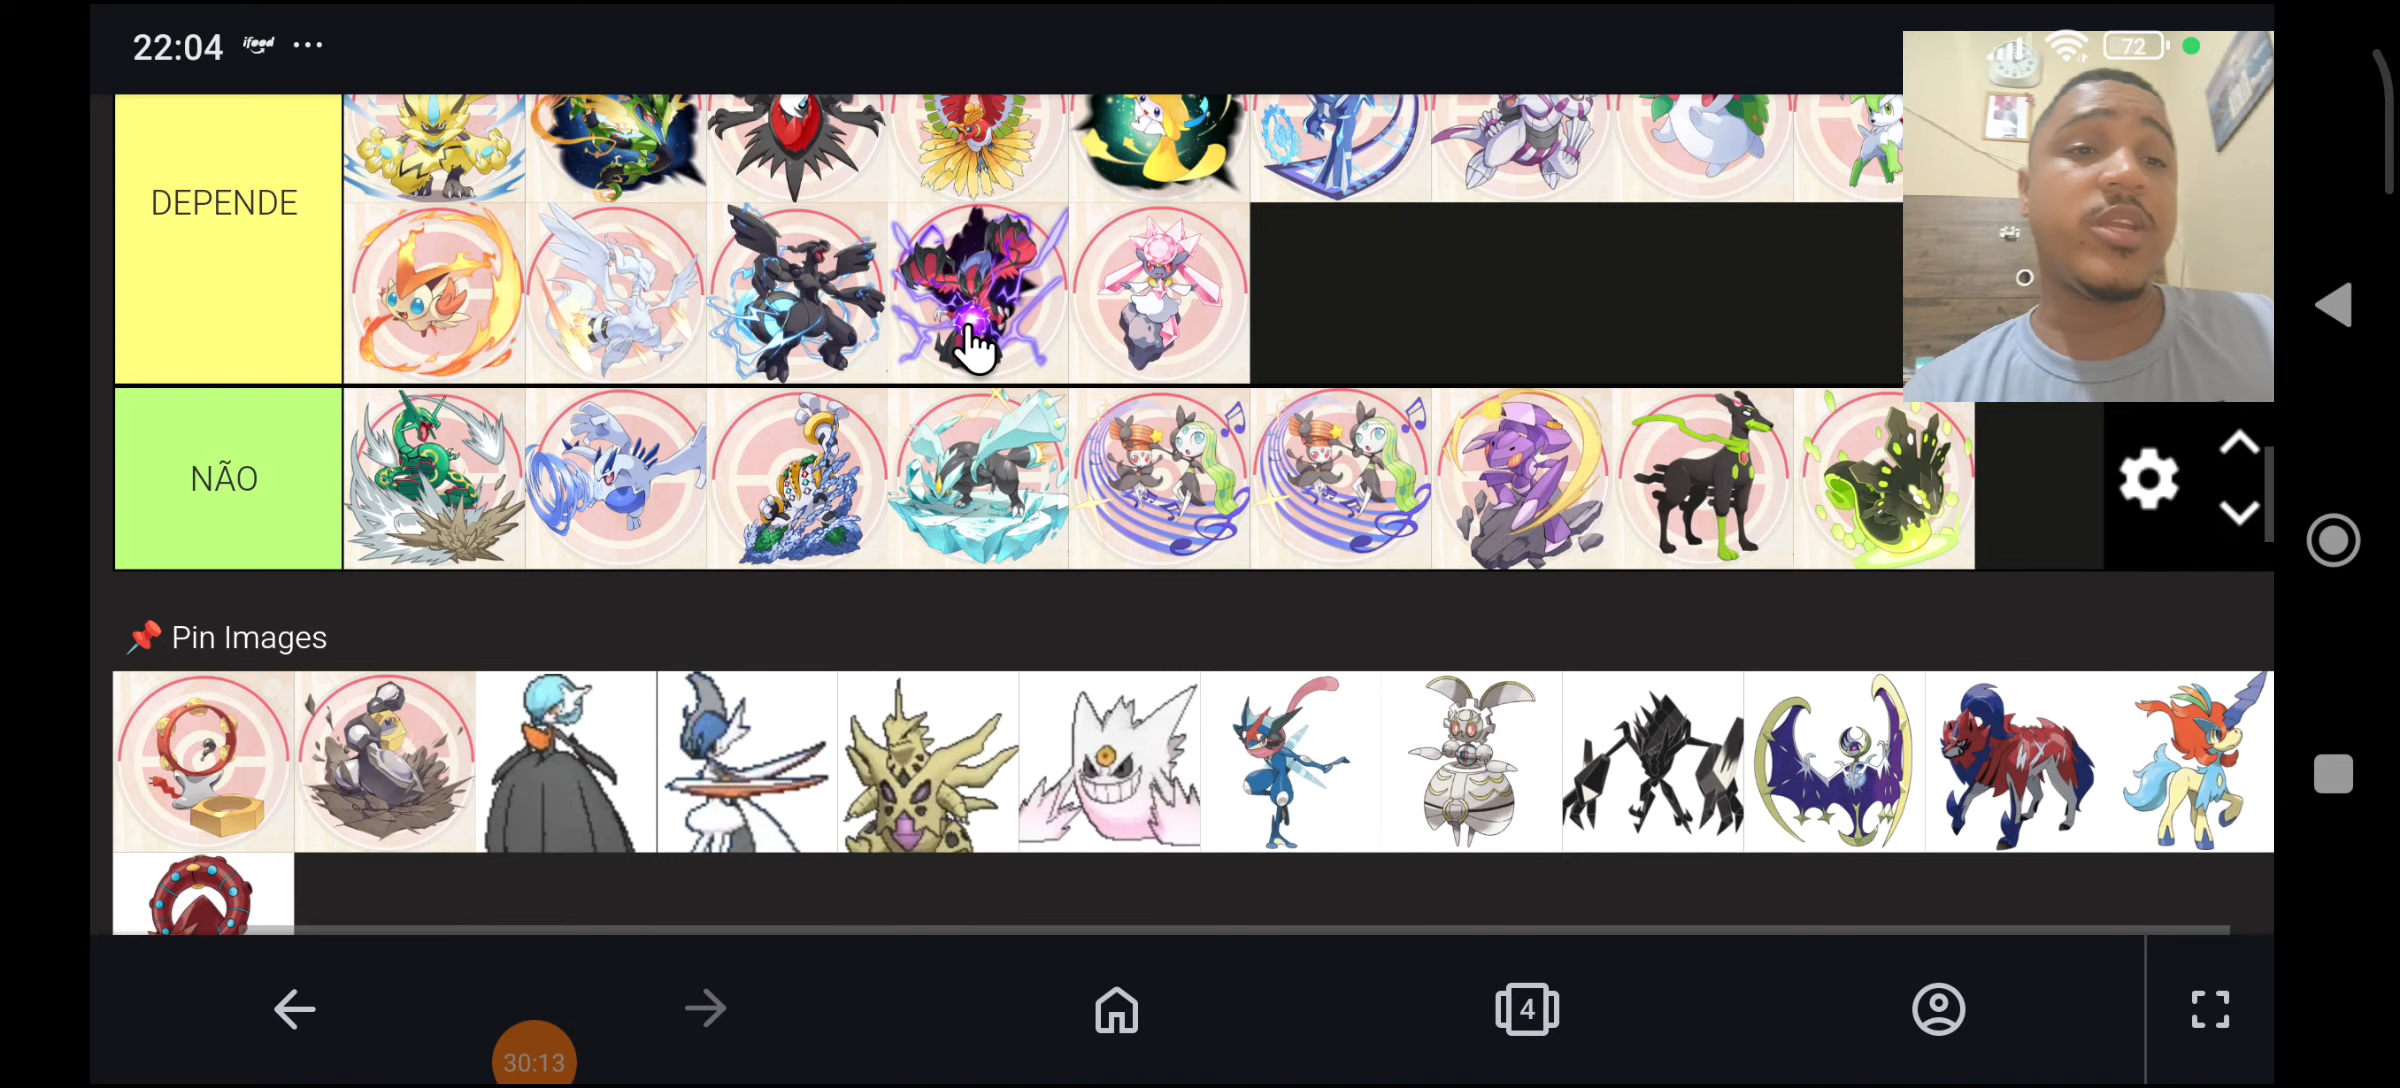 22:04 ifood ...
72
DEPENDE
NÃO
Pin Images
4
30:13